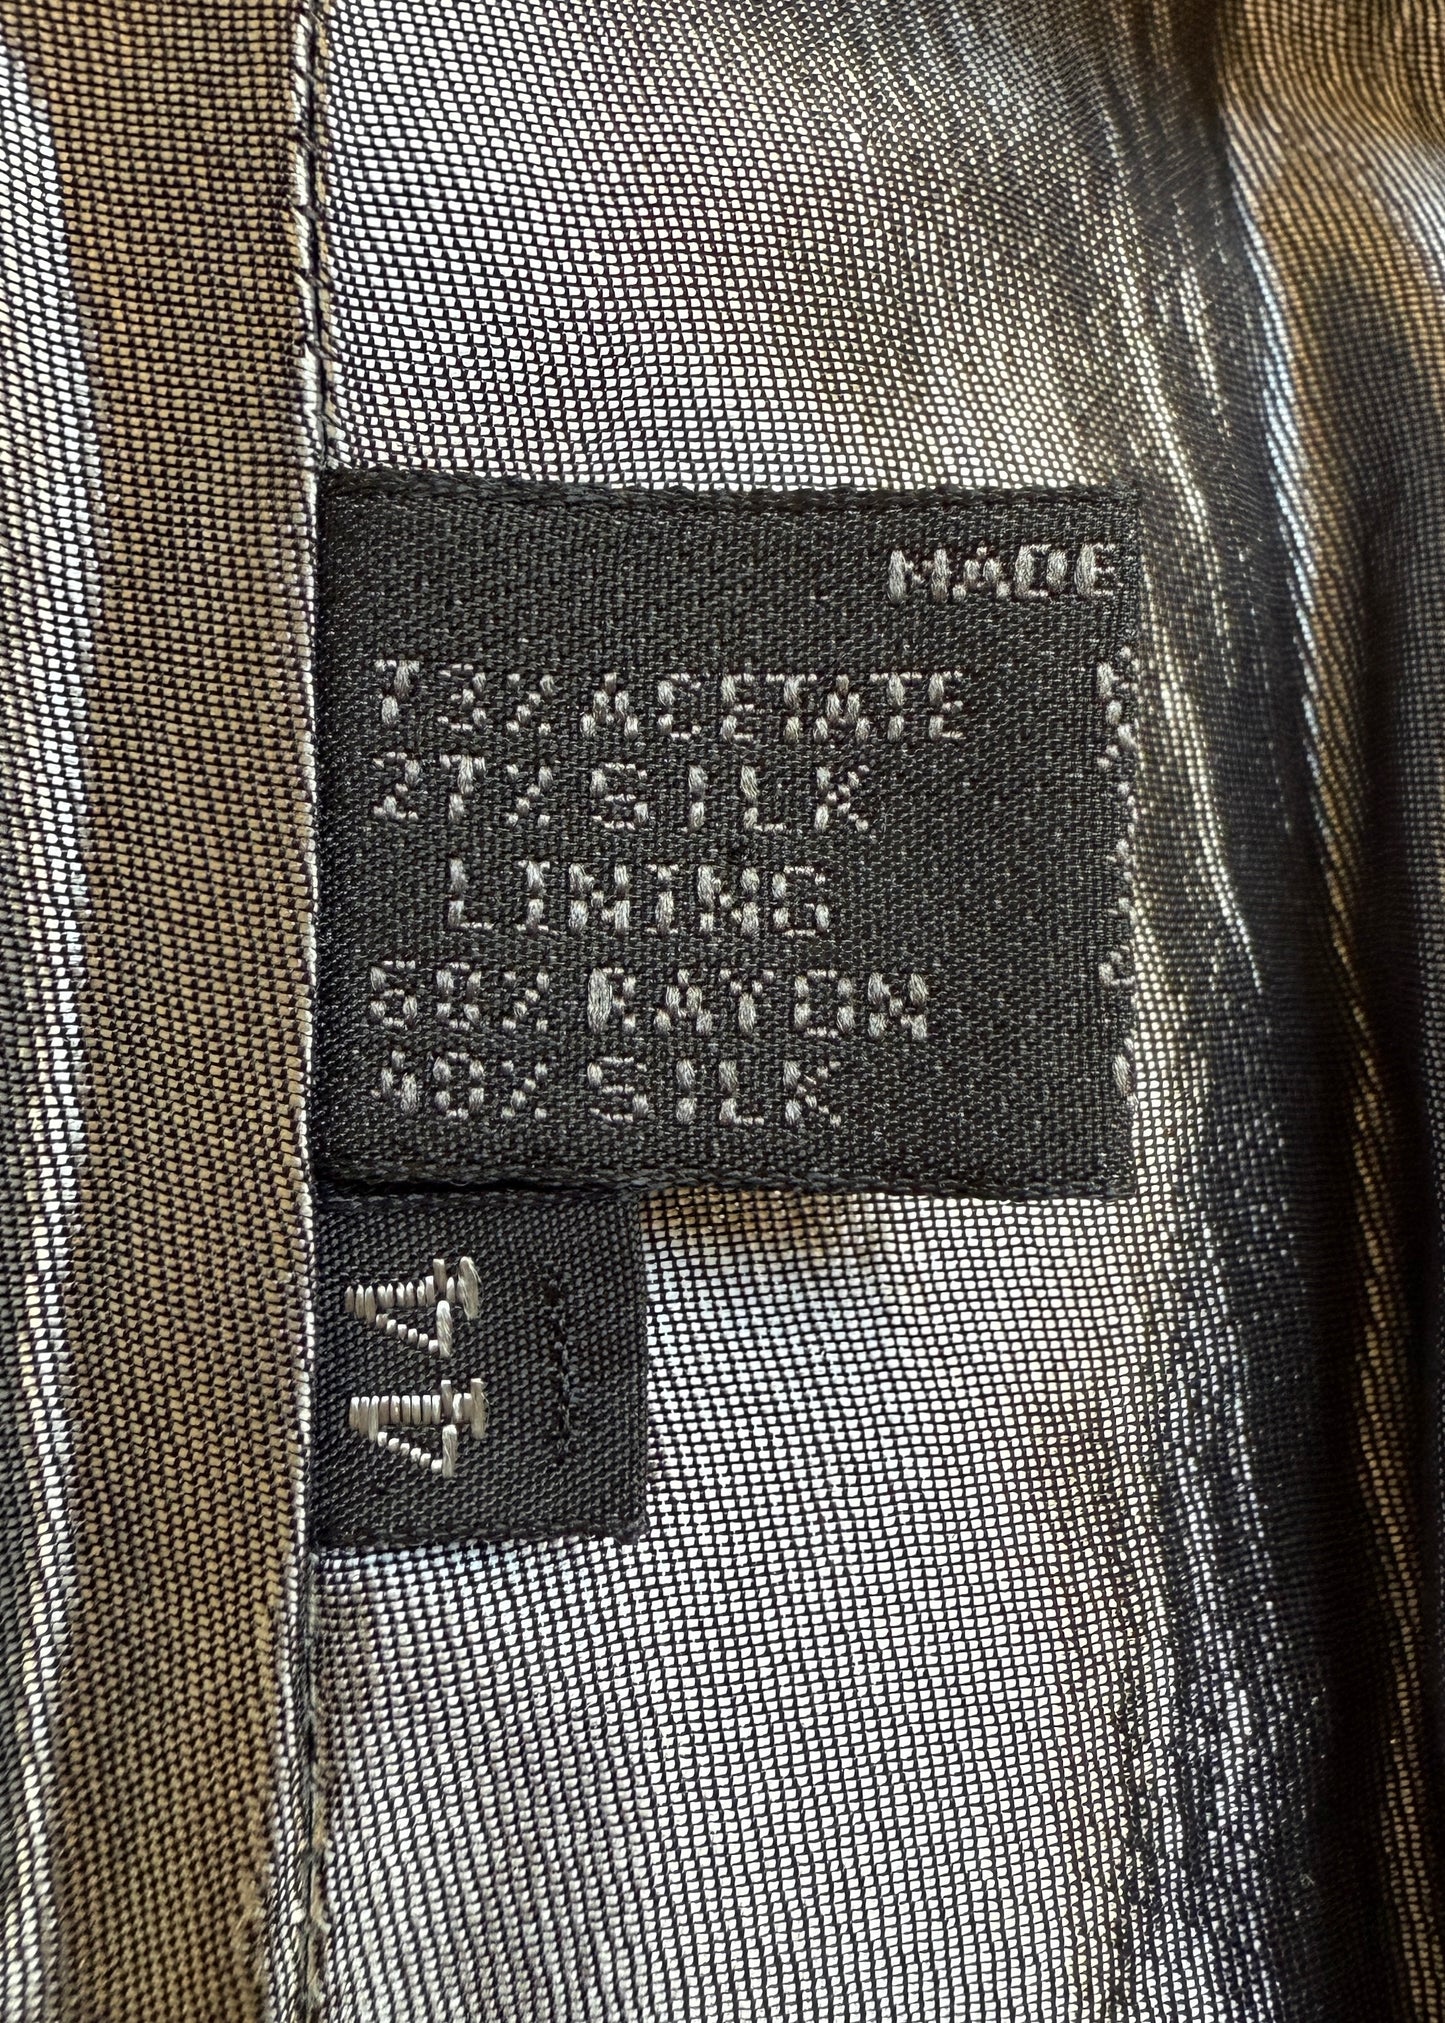 MADE
73% ACETATE
27% SILK
LINING
60% RAYON
40% SILK
44